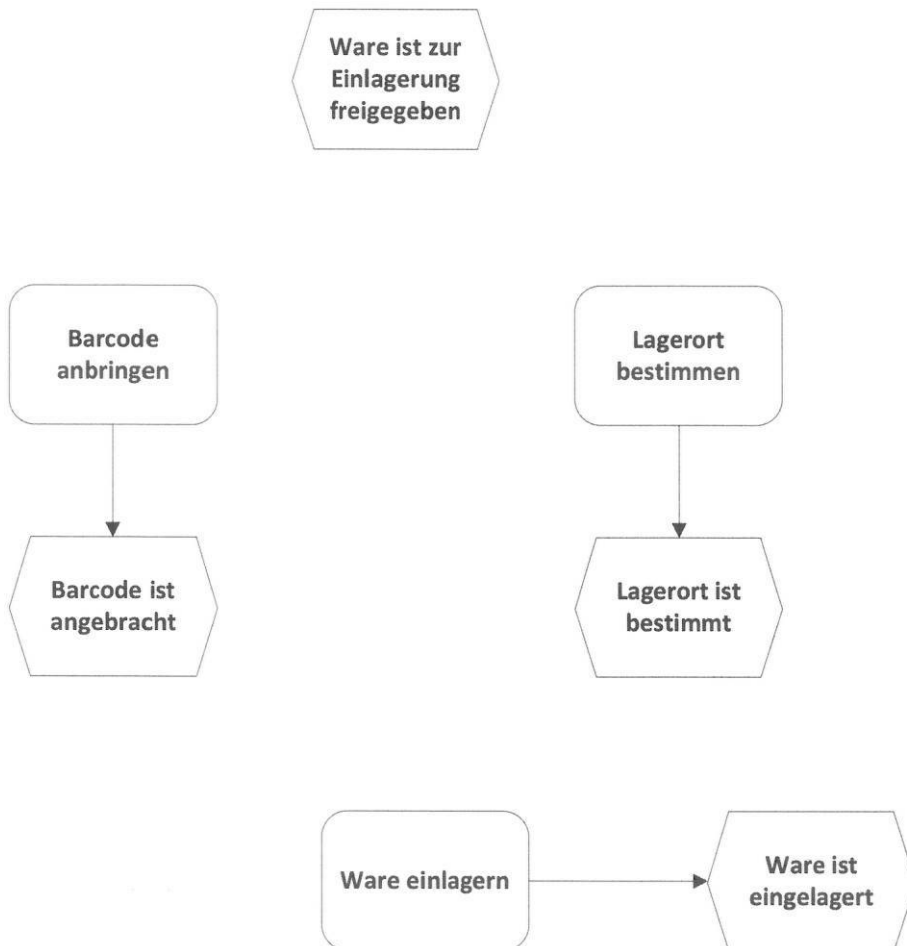 Ware ist zur
Einlagerung
freigegeben
Barcode
anbringen
Lagerort
bestimmen
Barcode ist
angebracht
Lagerort ist
bestimmt
Ware einlagern
Ware ist
eingelagert